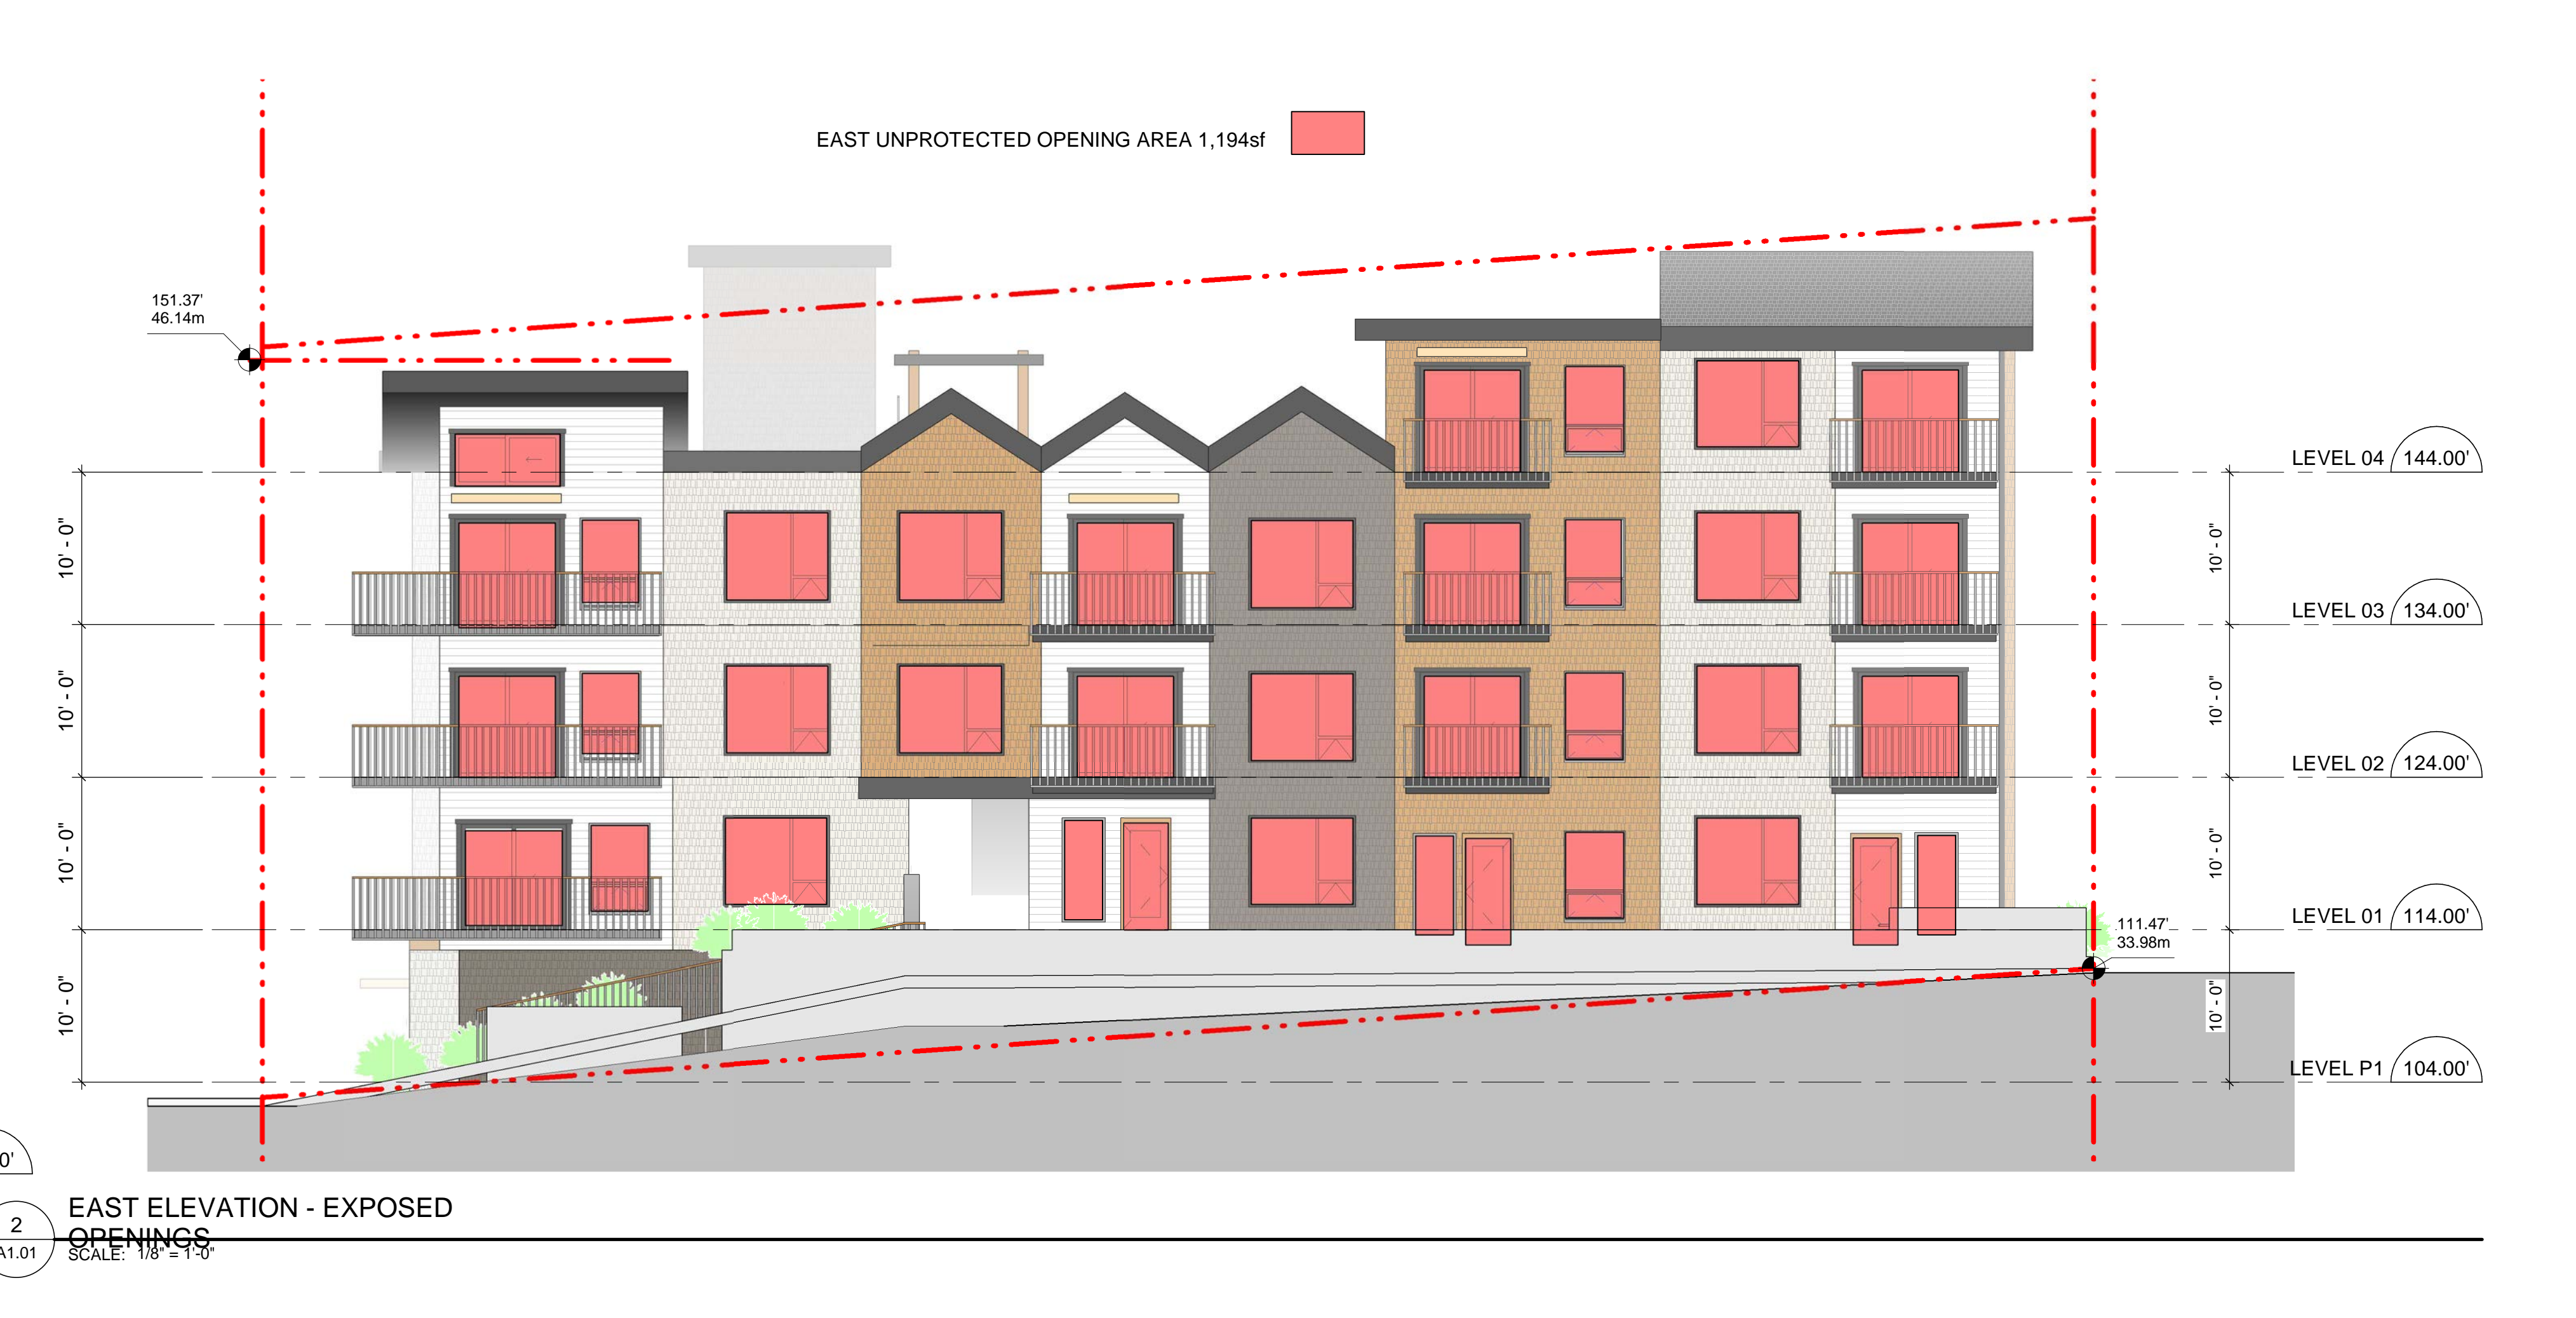 EAST UNPROTECTED OPENING AREA 1,194sf
151.37'
46.14m
LEVEL 04 144.00'
10' - 0" 10' - 0"
LEVEL 03 134.00'
10' - 0" 10' - 0"
LEVEL 02 124.00'
10' - 0" 10' - 0"
LEVEL 01 114.00'
111.47'
33.98m
10' - 0" 10' - 0"
LEVEL P1 104.00'
0'
2
A1.01
EAST ELEVATION - EXPOSED
OPENINGS
SCALE: 1/8" = 1'-0"